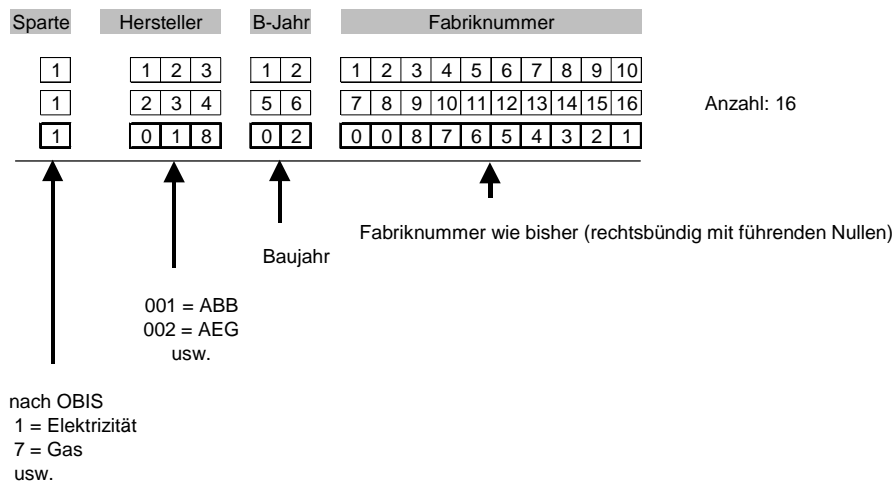 Sparte Hersteller B-Jahr Fabriknummer
1 1 2 3 1 2 1 2 3 4 5 6 7 8 9 10
1 2 3 4 5 6 7 8 9 10 11 12 13 14 15 16 Anzahl: 16
1 0 1 8 0 2 0 0 8 7 6 5 4 3 2 1
Fabriknummer wie bisher (rechtsbündig mit führenden Nullen)
Baujahr
001 = ABB
002 = AEG
usw.
nach OBIS
1 = Elektrizität
7 = Gas
usw.